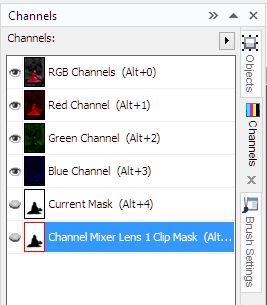 Channels
Channels:
RGB Channels (Alt+0)
Red Channel (Alt+1)
Green Channel (Alt+2)
Blue Channel (Alt+3)
Current Mask (Alt+4)
Channel Mixer Lens 1 Clip Mask (Alt...
Objects
Channels
Brush Settings